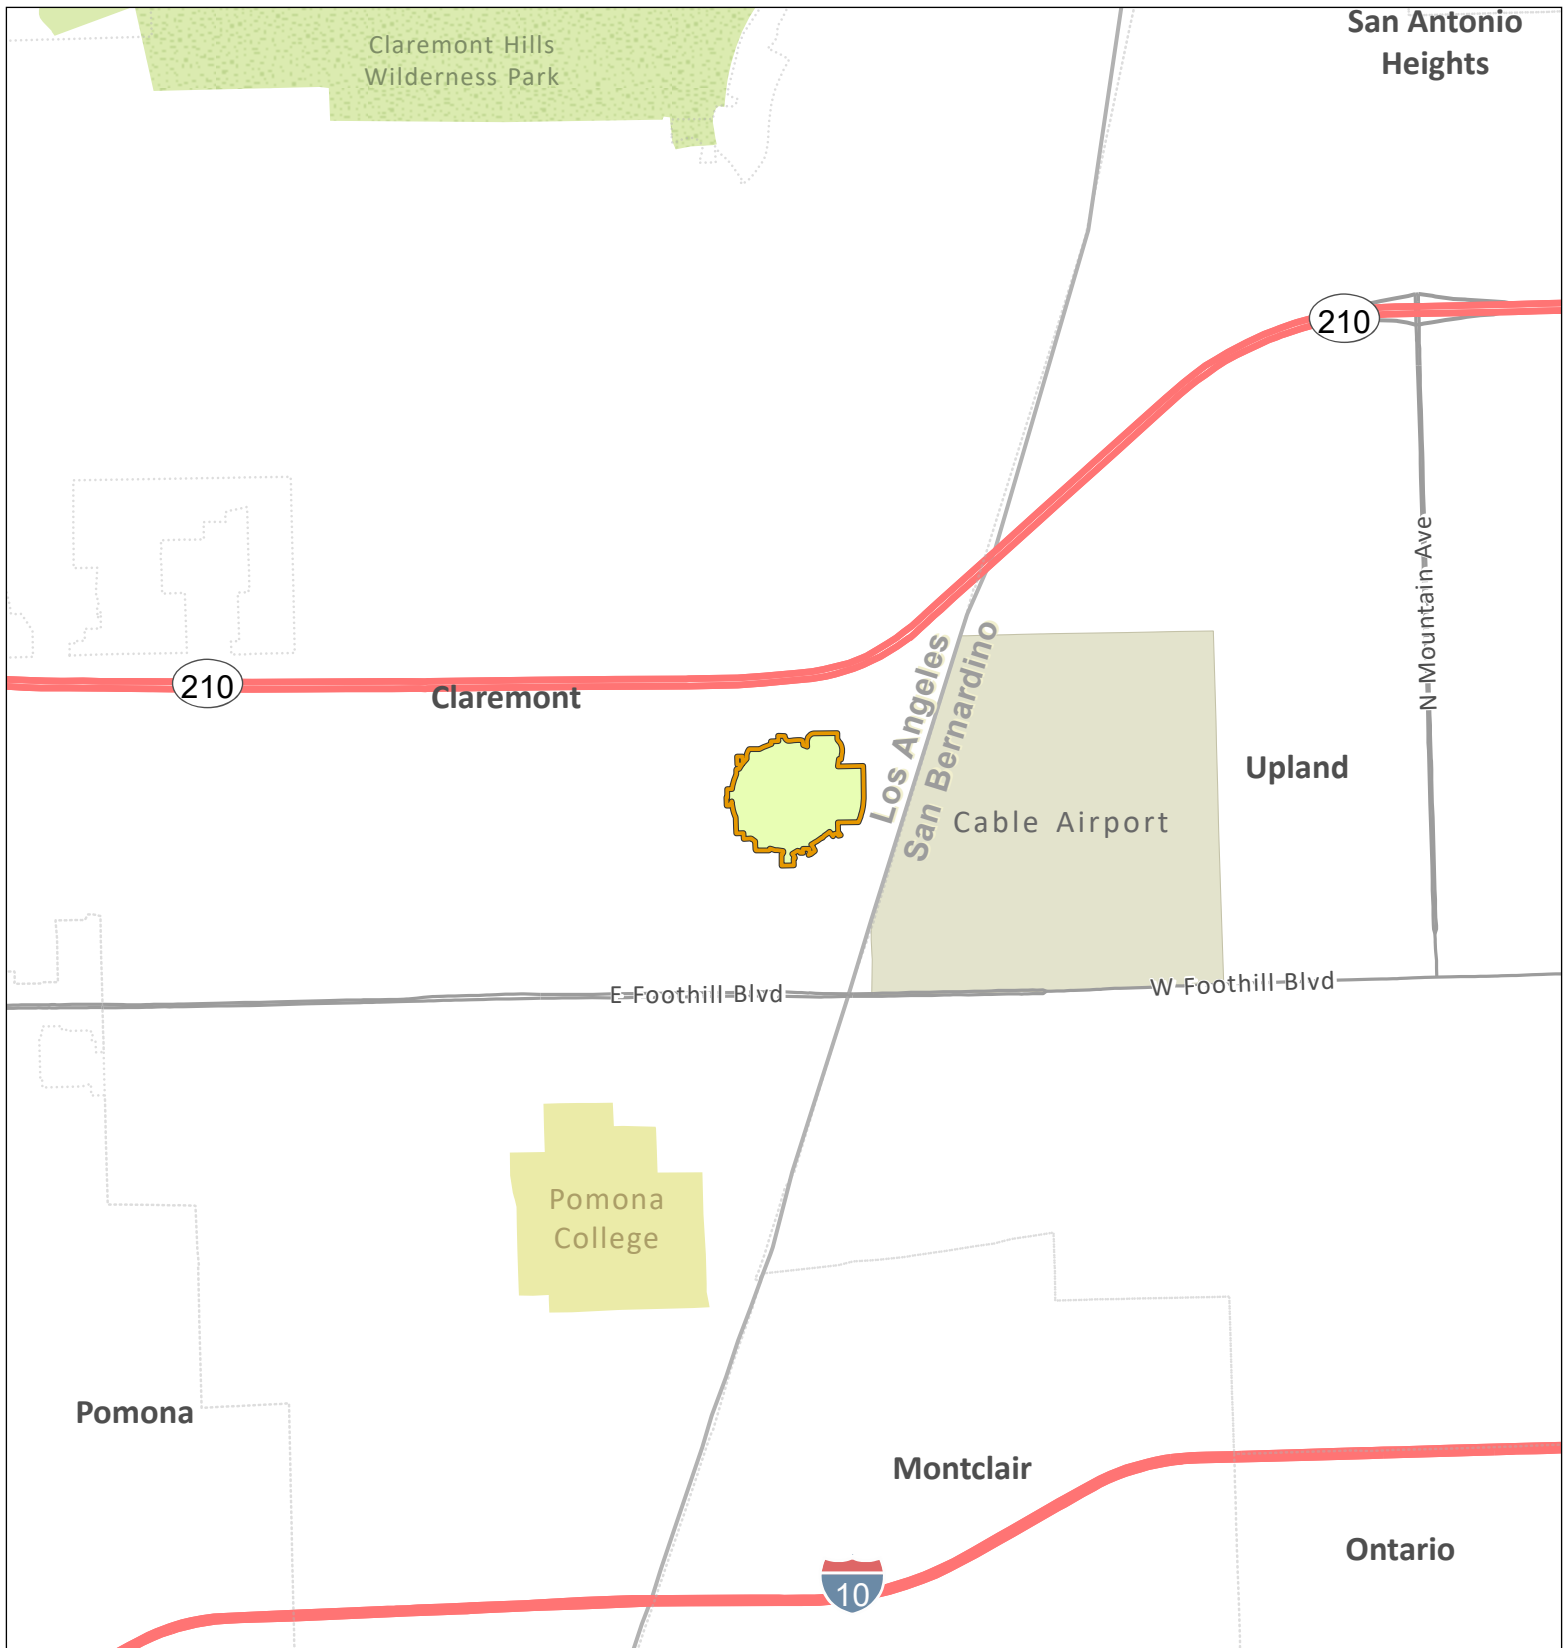 San Antonio
Heights
Claremont Hills
Wilderness Park
210
N Mountain Ave
210
Claremont
Los Angeles
San Bernardino
Upland
Cable Airport
E Foothill Blvd
W Foothill Blvd
Pomona
College
Pomona
Montclair
Ontario
10